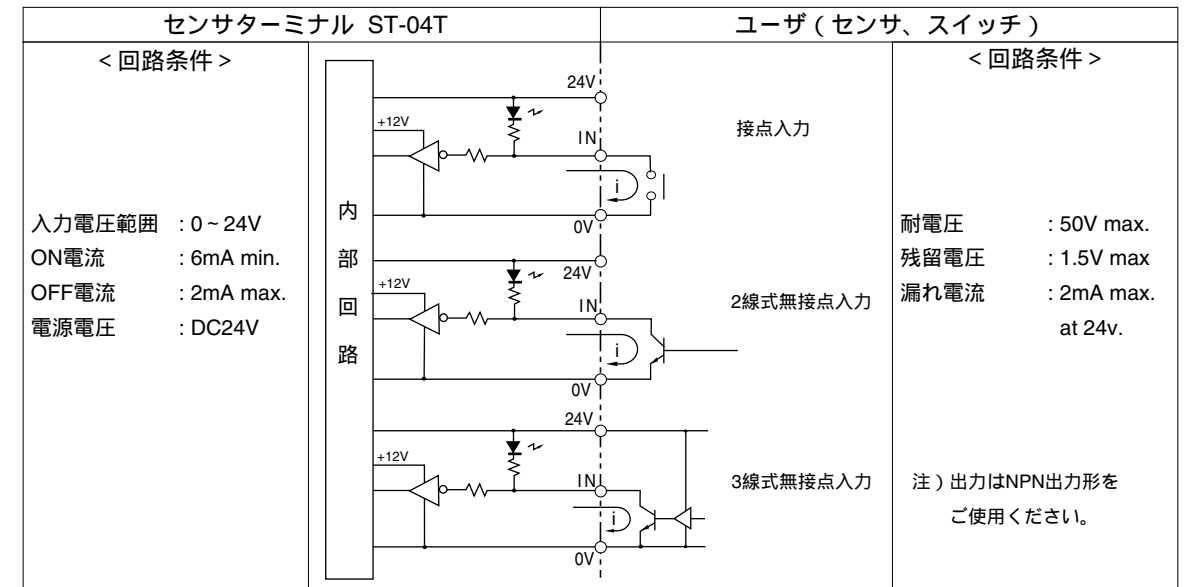 センサターミナル ST-04T
ユーザ ( センサ、スイッチ )
< 回路条件 >
入力電圧範囲 : 0 ~ 24V
ON電流 : 6mA min.
OFF電流 : 2mA max.
電源電圧 : DC24V
内部回路
24V
+12V
IN
i
0V
接点入力
24V
+12V
IN
i
0V
2線式無接点入力
24V
+12V
IN
i
0V
3線式無接点入力
< 回路条件 >
耐電圧 : 50V max.
残留電圧 : 1.5V max
漏れ電流 : 2mA max.
at 24v.
注 ) 出力はNPN出力形を
ご使用ください。